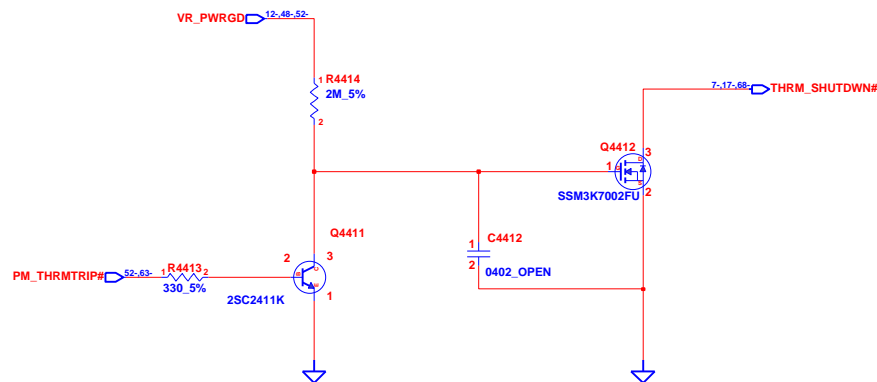 VR_PWRGD
12-,48-,52-
1
R4414
2M_5%
2
7-,17-,68-
THRM_SHUTDWN#
Q4412
3
D
1
G
S
2
SSM3K7002FU
Q4411
C4412
1
2
0402_OPEN
PM_THRMTRIP#
52-,63-
1
R4413
2
330_5%
2
3
B
C
E
1
2SC2411K